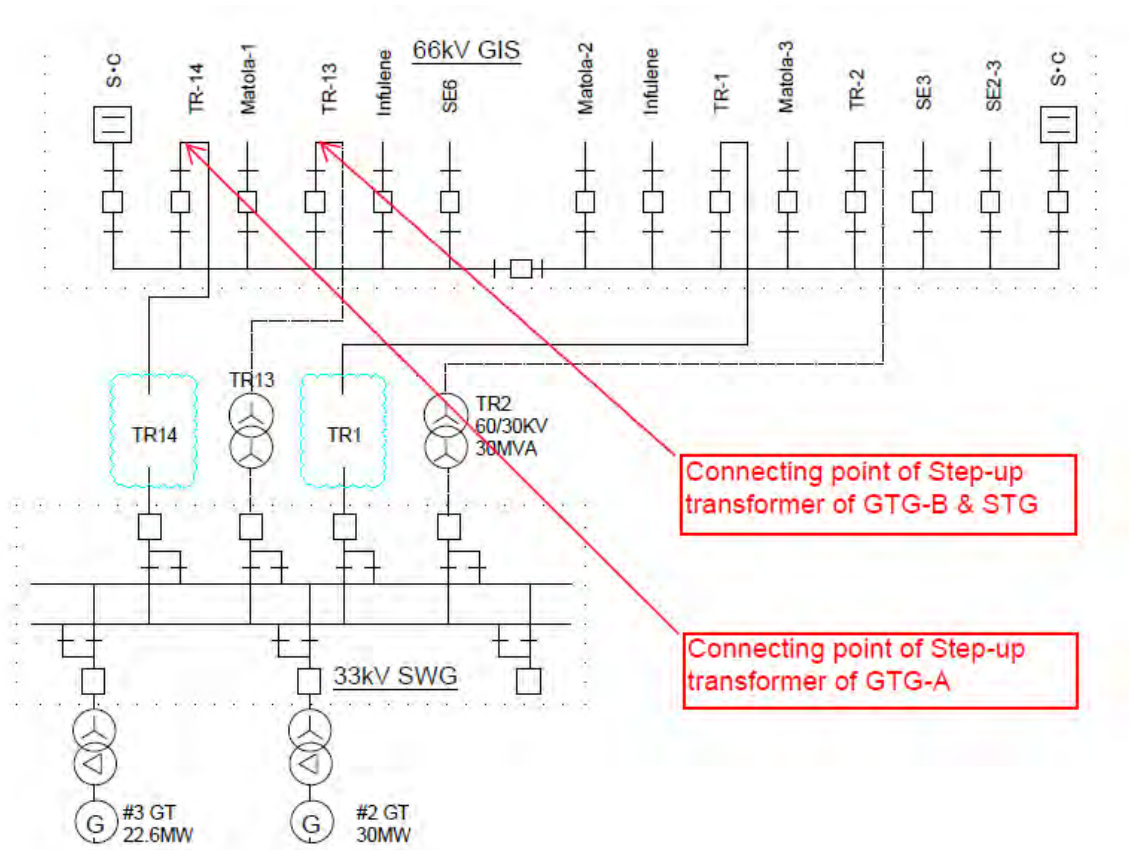 66kV GIS
S・C
TR-14
Matola-1
TR-13
Infulene
SE6
Matola-2
Infulene
TR-1
Matola-3
TR-2
SE3
SE2-3
S・C
TR13
TR14
TR1
TR2
60/30KV
30MVA
Connecting point of Step-up
transformer of GTG-B & STG
Connecting point of Step-up
transformer of GTG-A
33kV SWG
G
#3 GT
22.6MW
G
#2 GT
30MW